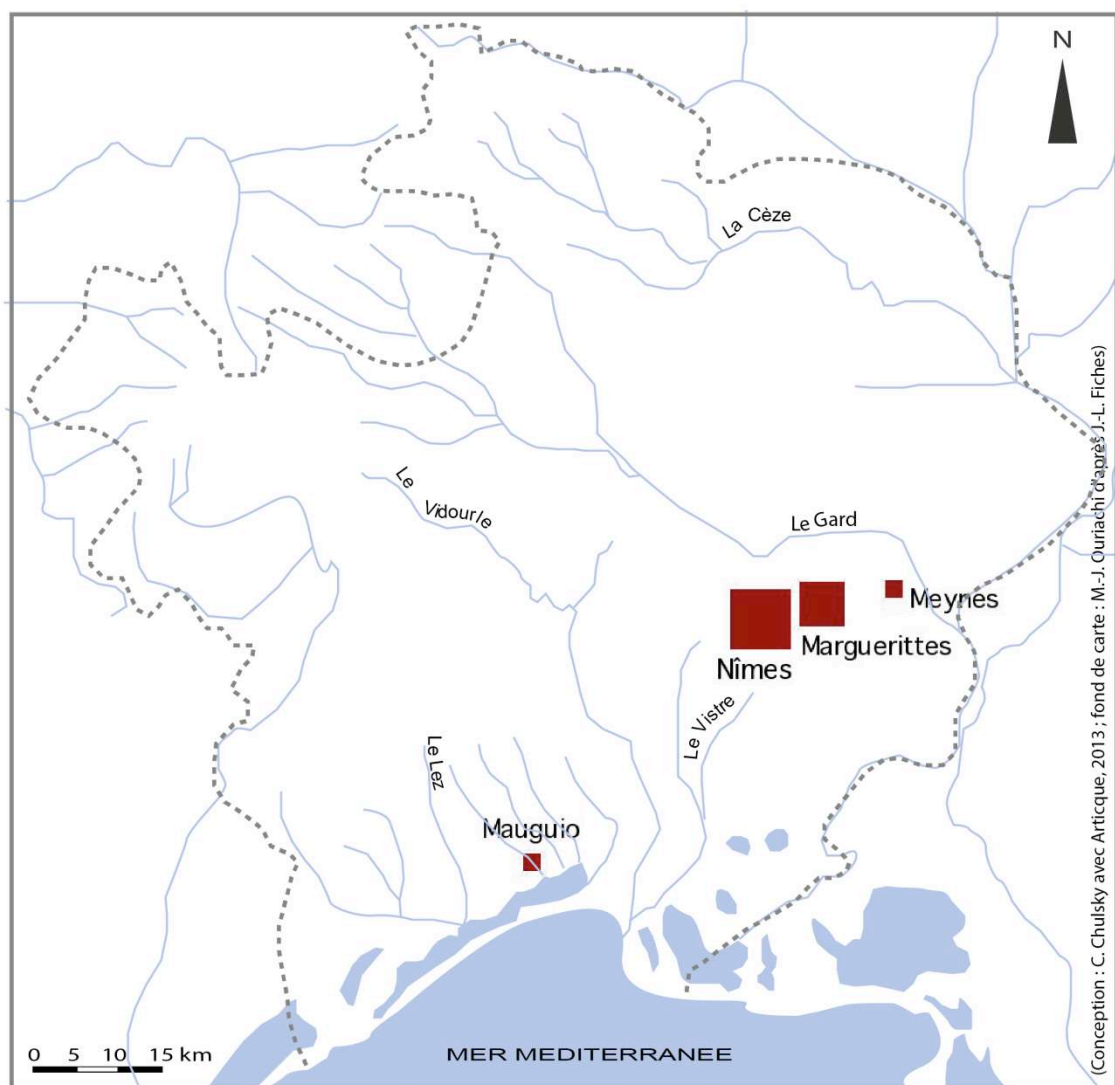 N
La Cèze
Le
Vidourle
Le Gard
Meynes
Marguerittes
Nîmes
Le Vistre
Le Lez
Mauguio
0 5 10 15 km
MER MEDITERRANEE
(Conception : C. Chulsky avec Articque, 2013 ; fond de carte : M.-J. Ouriachi d'après J.-L. Fiches)